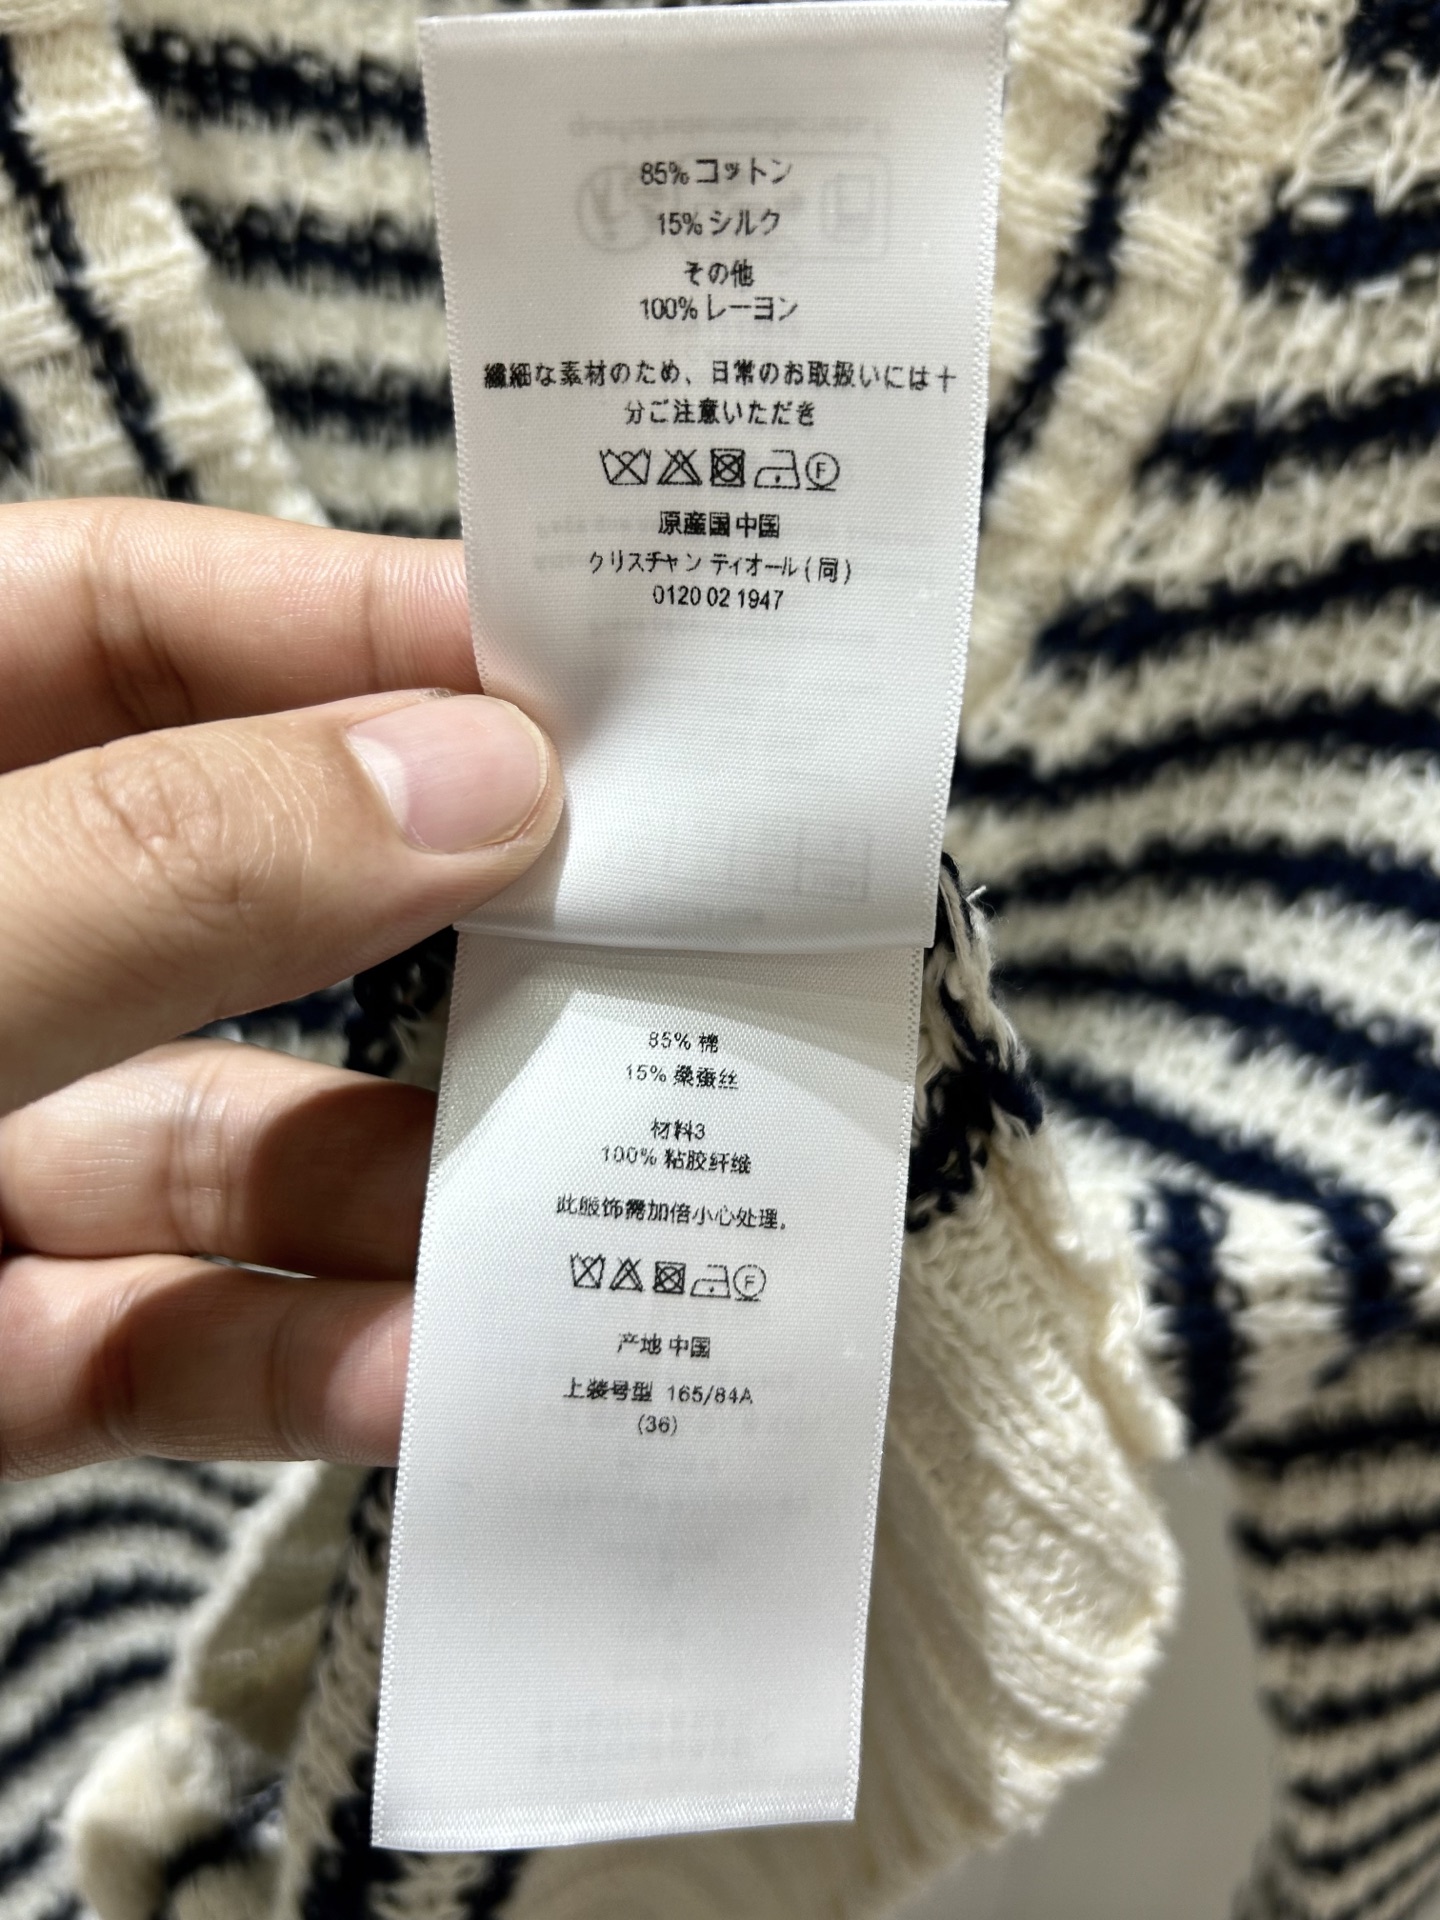 85% コットン
15% シルク
その他
100% レーヨン
繊細な素材のため、日常のお取扱いには十
分ご注意いただき
F
原産国中国
クリスチャン ディオール(同)
0120 02 1947
85% 棉
15% 桑蚕丝
材料3
100% 粘胶纤维
此服饰需加倍小心处理。
F
产地 中国
上装号型 165/84A
(36)